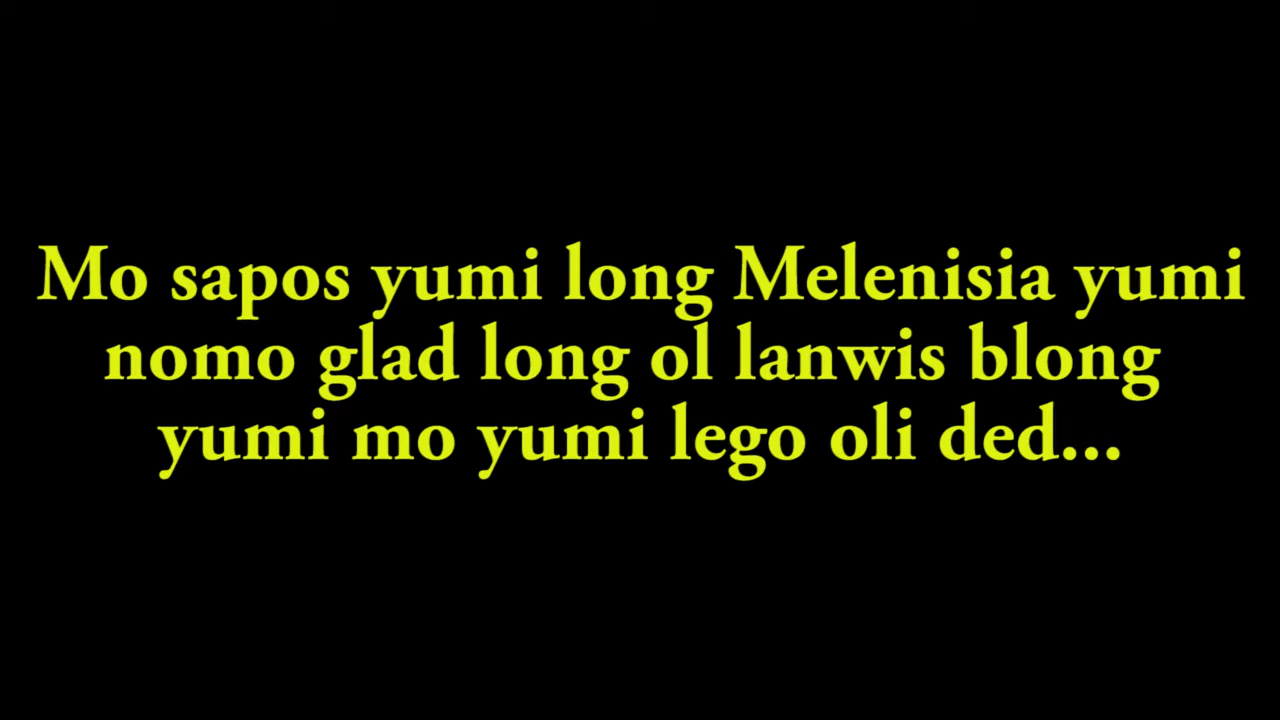 Mo sapos yumi long Melenisia yumi
nomo glad long ol lanwis blong
yumi mo yumi lego oli ded...